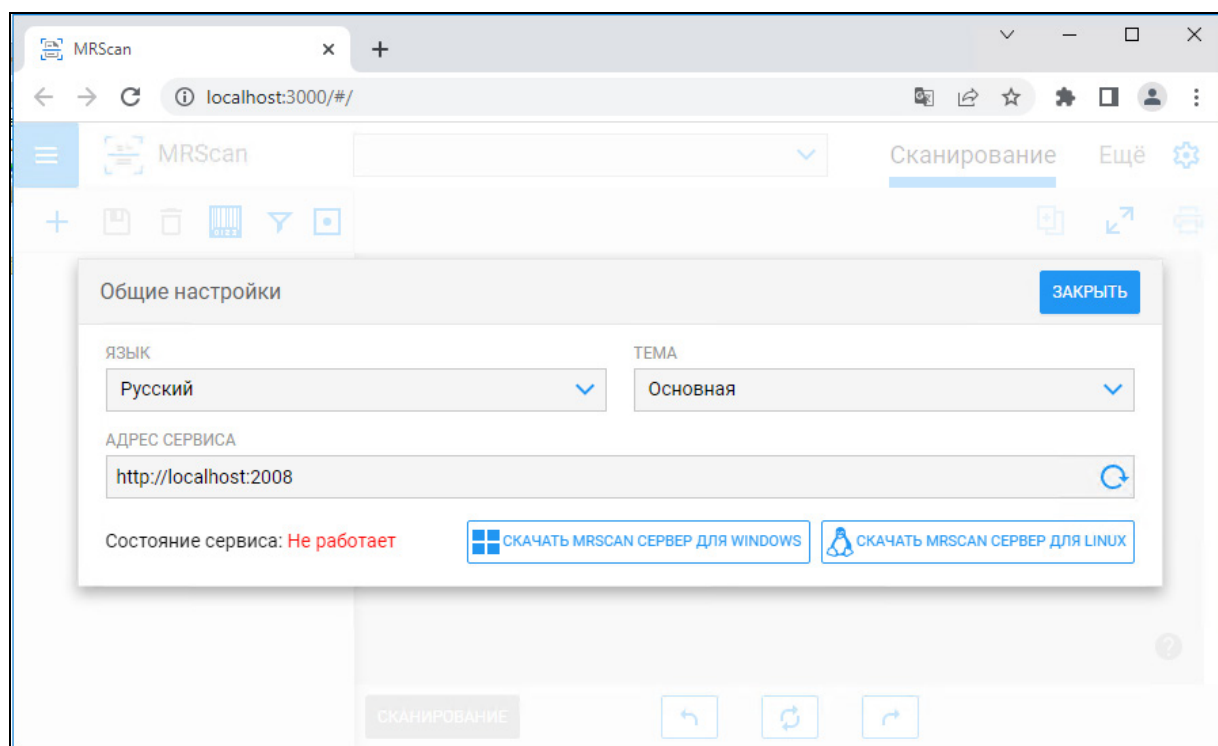 MRScan
localhost:3000/#/
MRScan
Сканирование Ещё
Общие настройки ЗАКРЫТЬ
ЯЗЫК ТЕМА
Русский Основная
АДРЕС СЕРВИСА
http://localhost:2008
Состояние сервиса: Не работает СКАЧАТЬ MRSCAN СЕРВЕР ДЛЯ WINDOWS СКАЧАТЬ MRSCAN СЕРВЕР ДЛЯ LINUX
СКАНИРОВАНИЕ